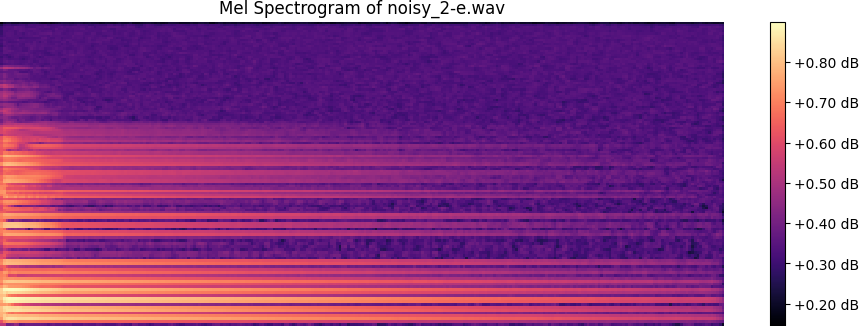 Mel Spectrogram of noisy_2-e.wav
+0.80 dB
+0.70 dB
+0.60 dB
+0.50 dB
+0.40 dB
+0.30 dB
+0.20 dB